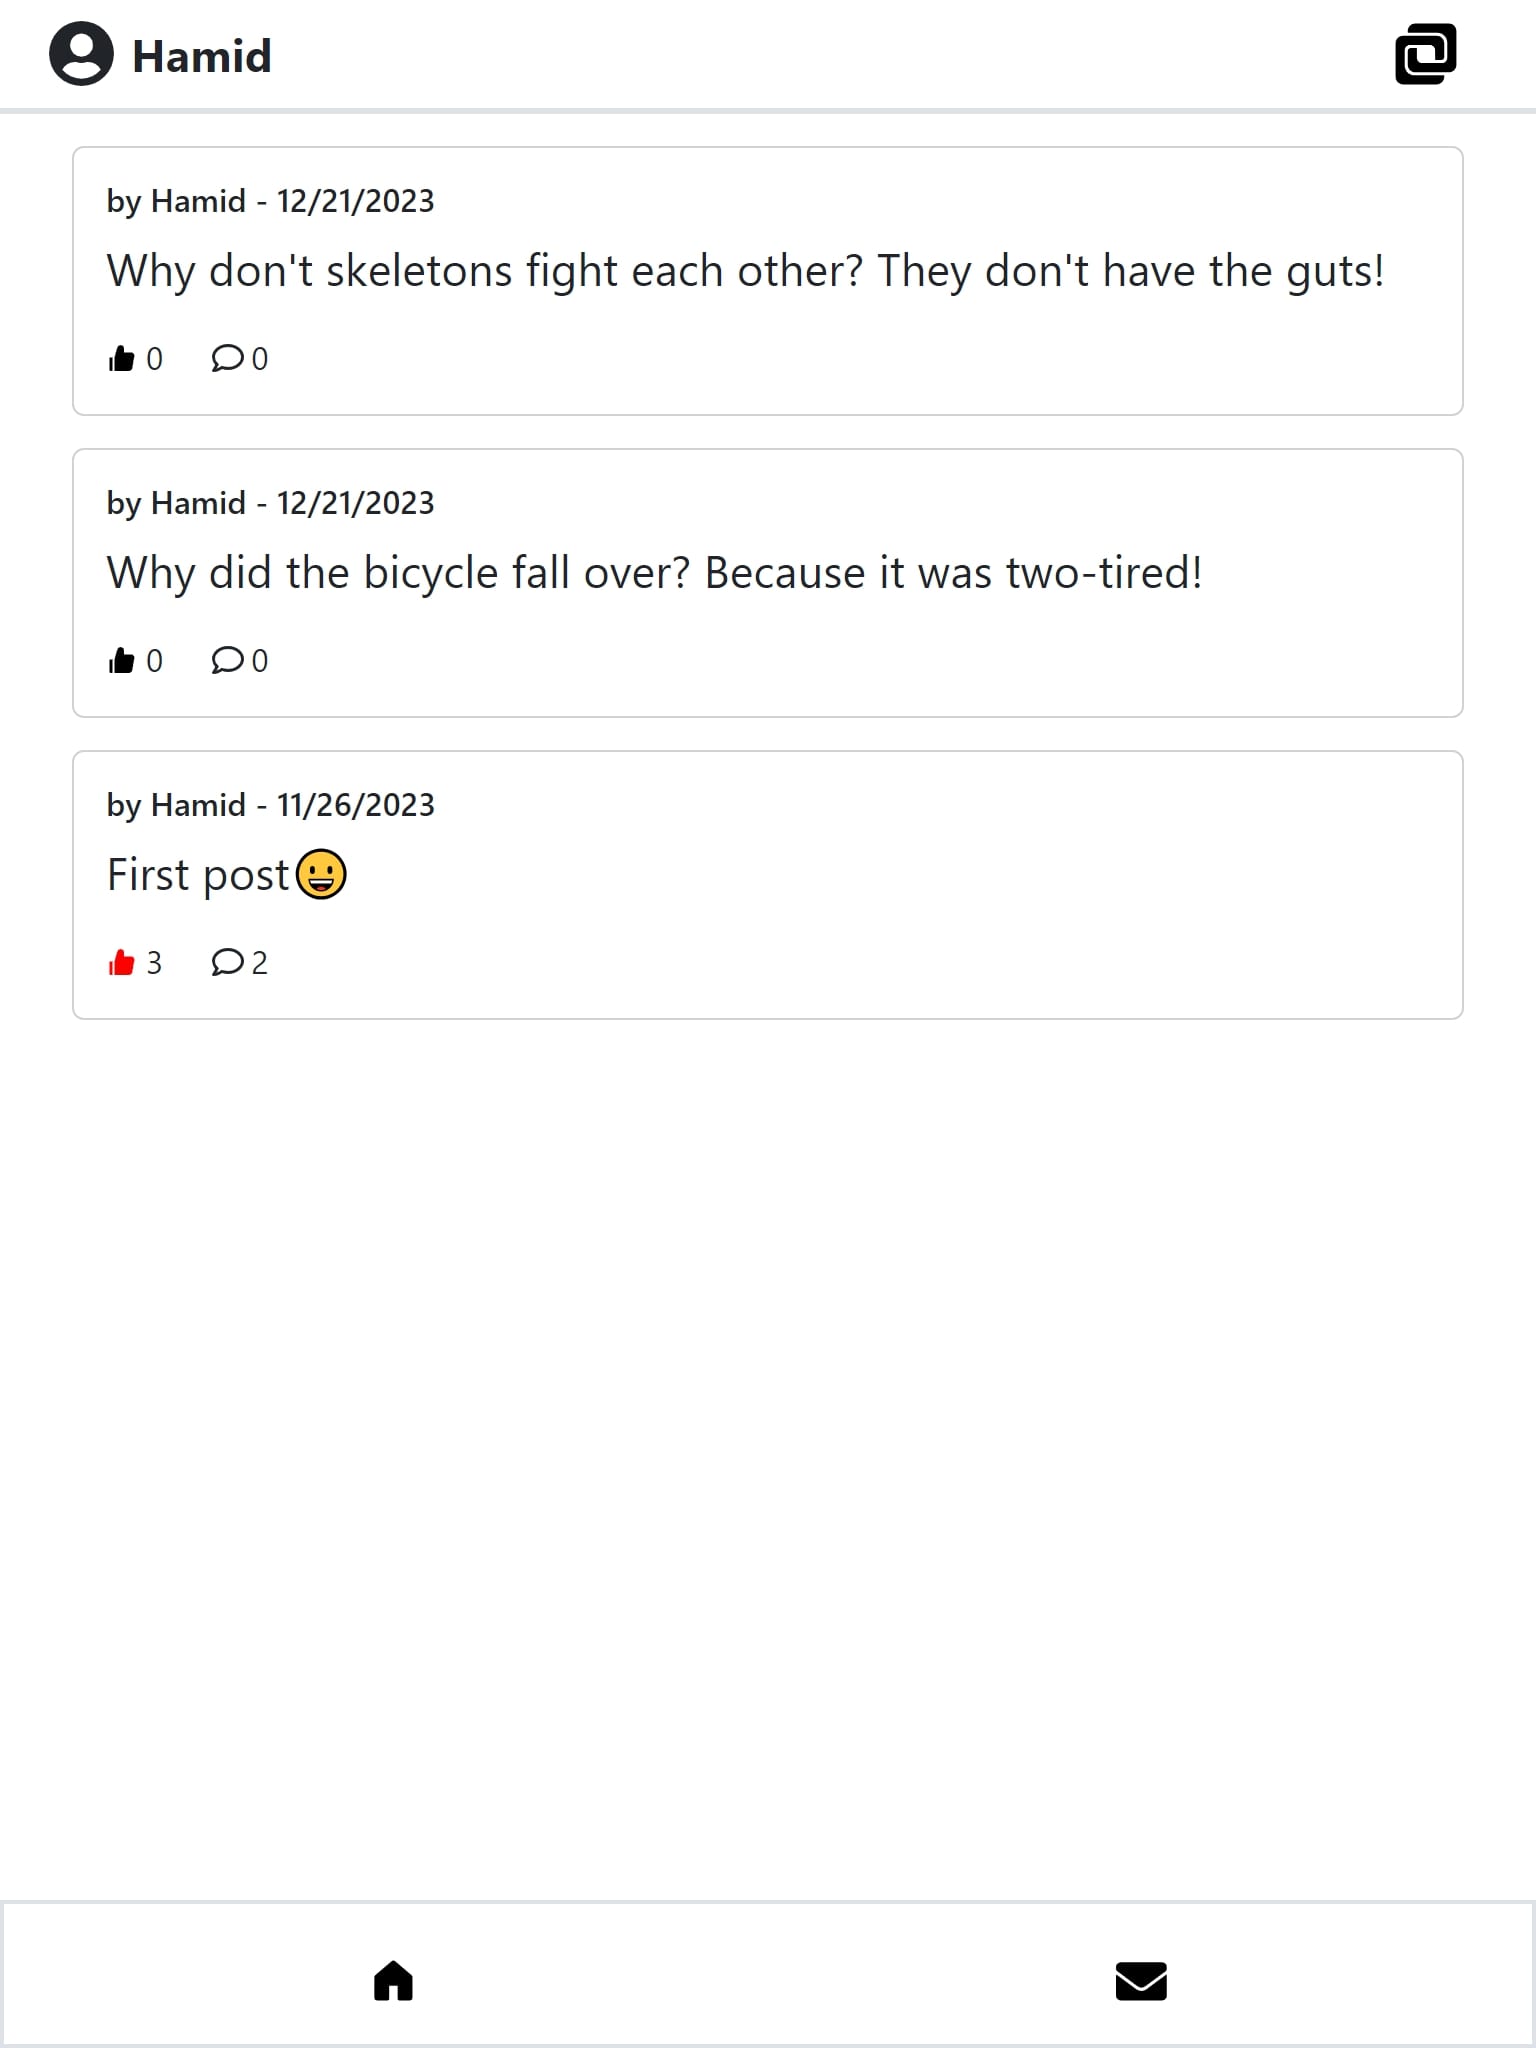 Hamid
by Hamid - 12/21/2023
Why don't skeletons fight each other? They don't have the guts!
0 0
by Hamid - 12/21/2023
Why did the bicycle fall over? Because it was two-tired!
0 0
by Hamid - 11/26/2023
First post😀
3 2